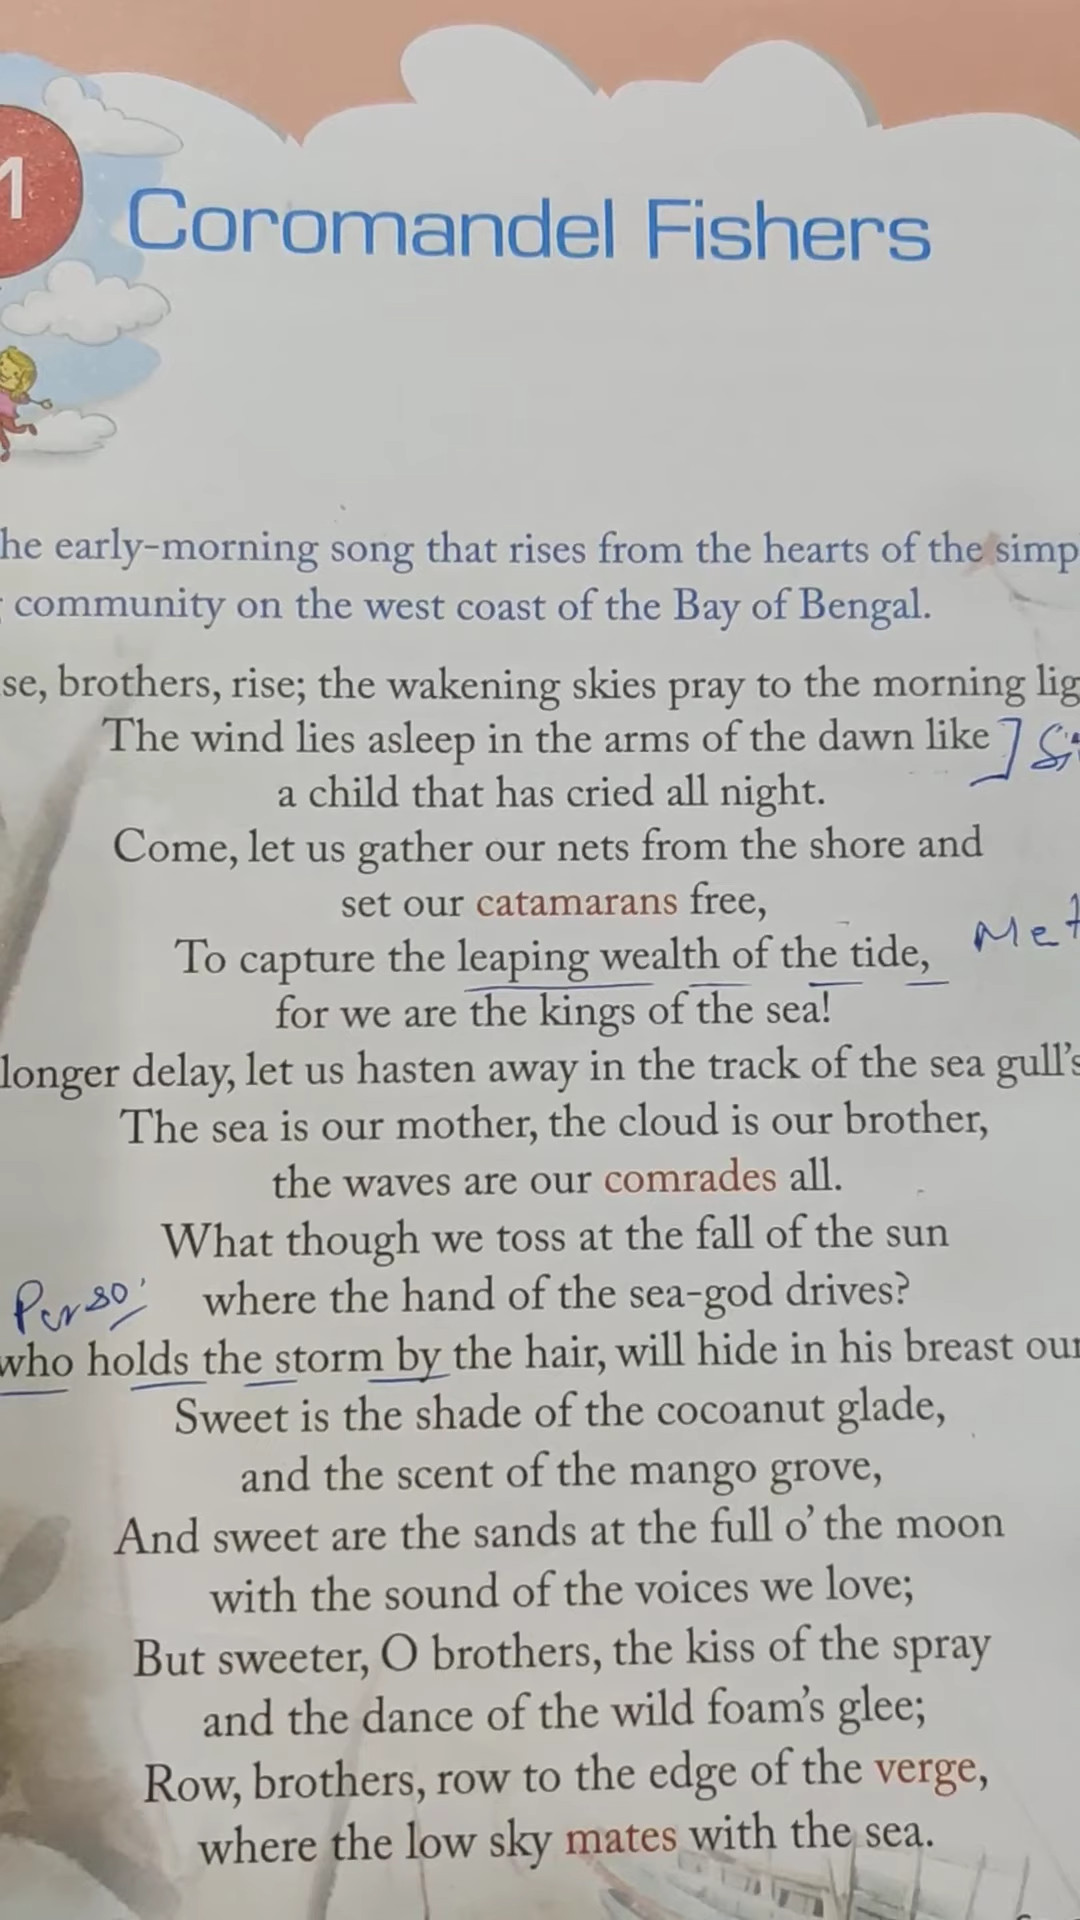 1
Coromandel Fishers
he early-morning song that rises from the hearts of the simp
community on the west coast of the Bay of Bengal.
se, brothers, rise; the wakening skies pray to the morning lig
The wind lies asleep in the arms of the dawn like ] Si
a child that has cried all night.
Come, let us gather our nets from the shore and
set our catamarans free,
To capture the leaping wealth of the tide, Met
for we are the kings of the sea!
longer delay, let us hasten away in the track of the sea gull's
The sea is our mother, the cloud is our brother,
the waves are our comrades all.
What though we toss at the fall of the sun
Perso' where the hand of the sea-god drives?
who holds the storm by the hair, will hide in his breast our
Sweet is the shade of the cocoanut glade,
and the scent of the mango grove,
And sweet are the sands at the full o' the moon
with the sound of the voices we love;
But sweeter, O brothers, the kiss of the spray
and the dance of the wild foam's glee;
Row, brothers, row to the edge of the verge,
where the low sky mates with the sea.